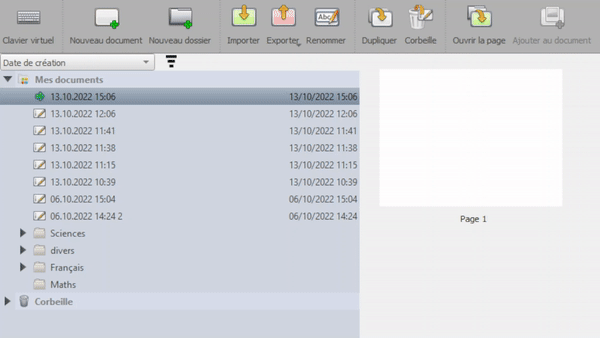 Clavier virtuel Nouveau document Nouveau dossier Importer Exporter Renommer Dupliquer Corbeille Ouvrir la page Ajouter au document
Date de création
Mes documents
13.10.2022 15:06 13/10/2022 15:06
13.10.2022 12:06 13/10/2022 12:06
13.10.2022 11:41 13/10/2022 11:41
13.10.2022 11:38 13/10/2022 11:38
13.10.2022 11:15 13/10/2022 11:15
13.10.2022 10:39 13/10/2022 10:39
06.10.2022 15:04 06/10/2022 15:04
06.10.2022 14:24 2 06/10/2022 14:24
Sciences
divers
Français
Maths
Corbeille
Page 1